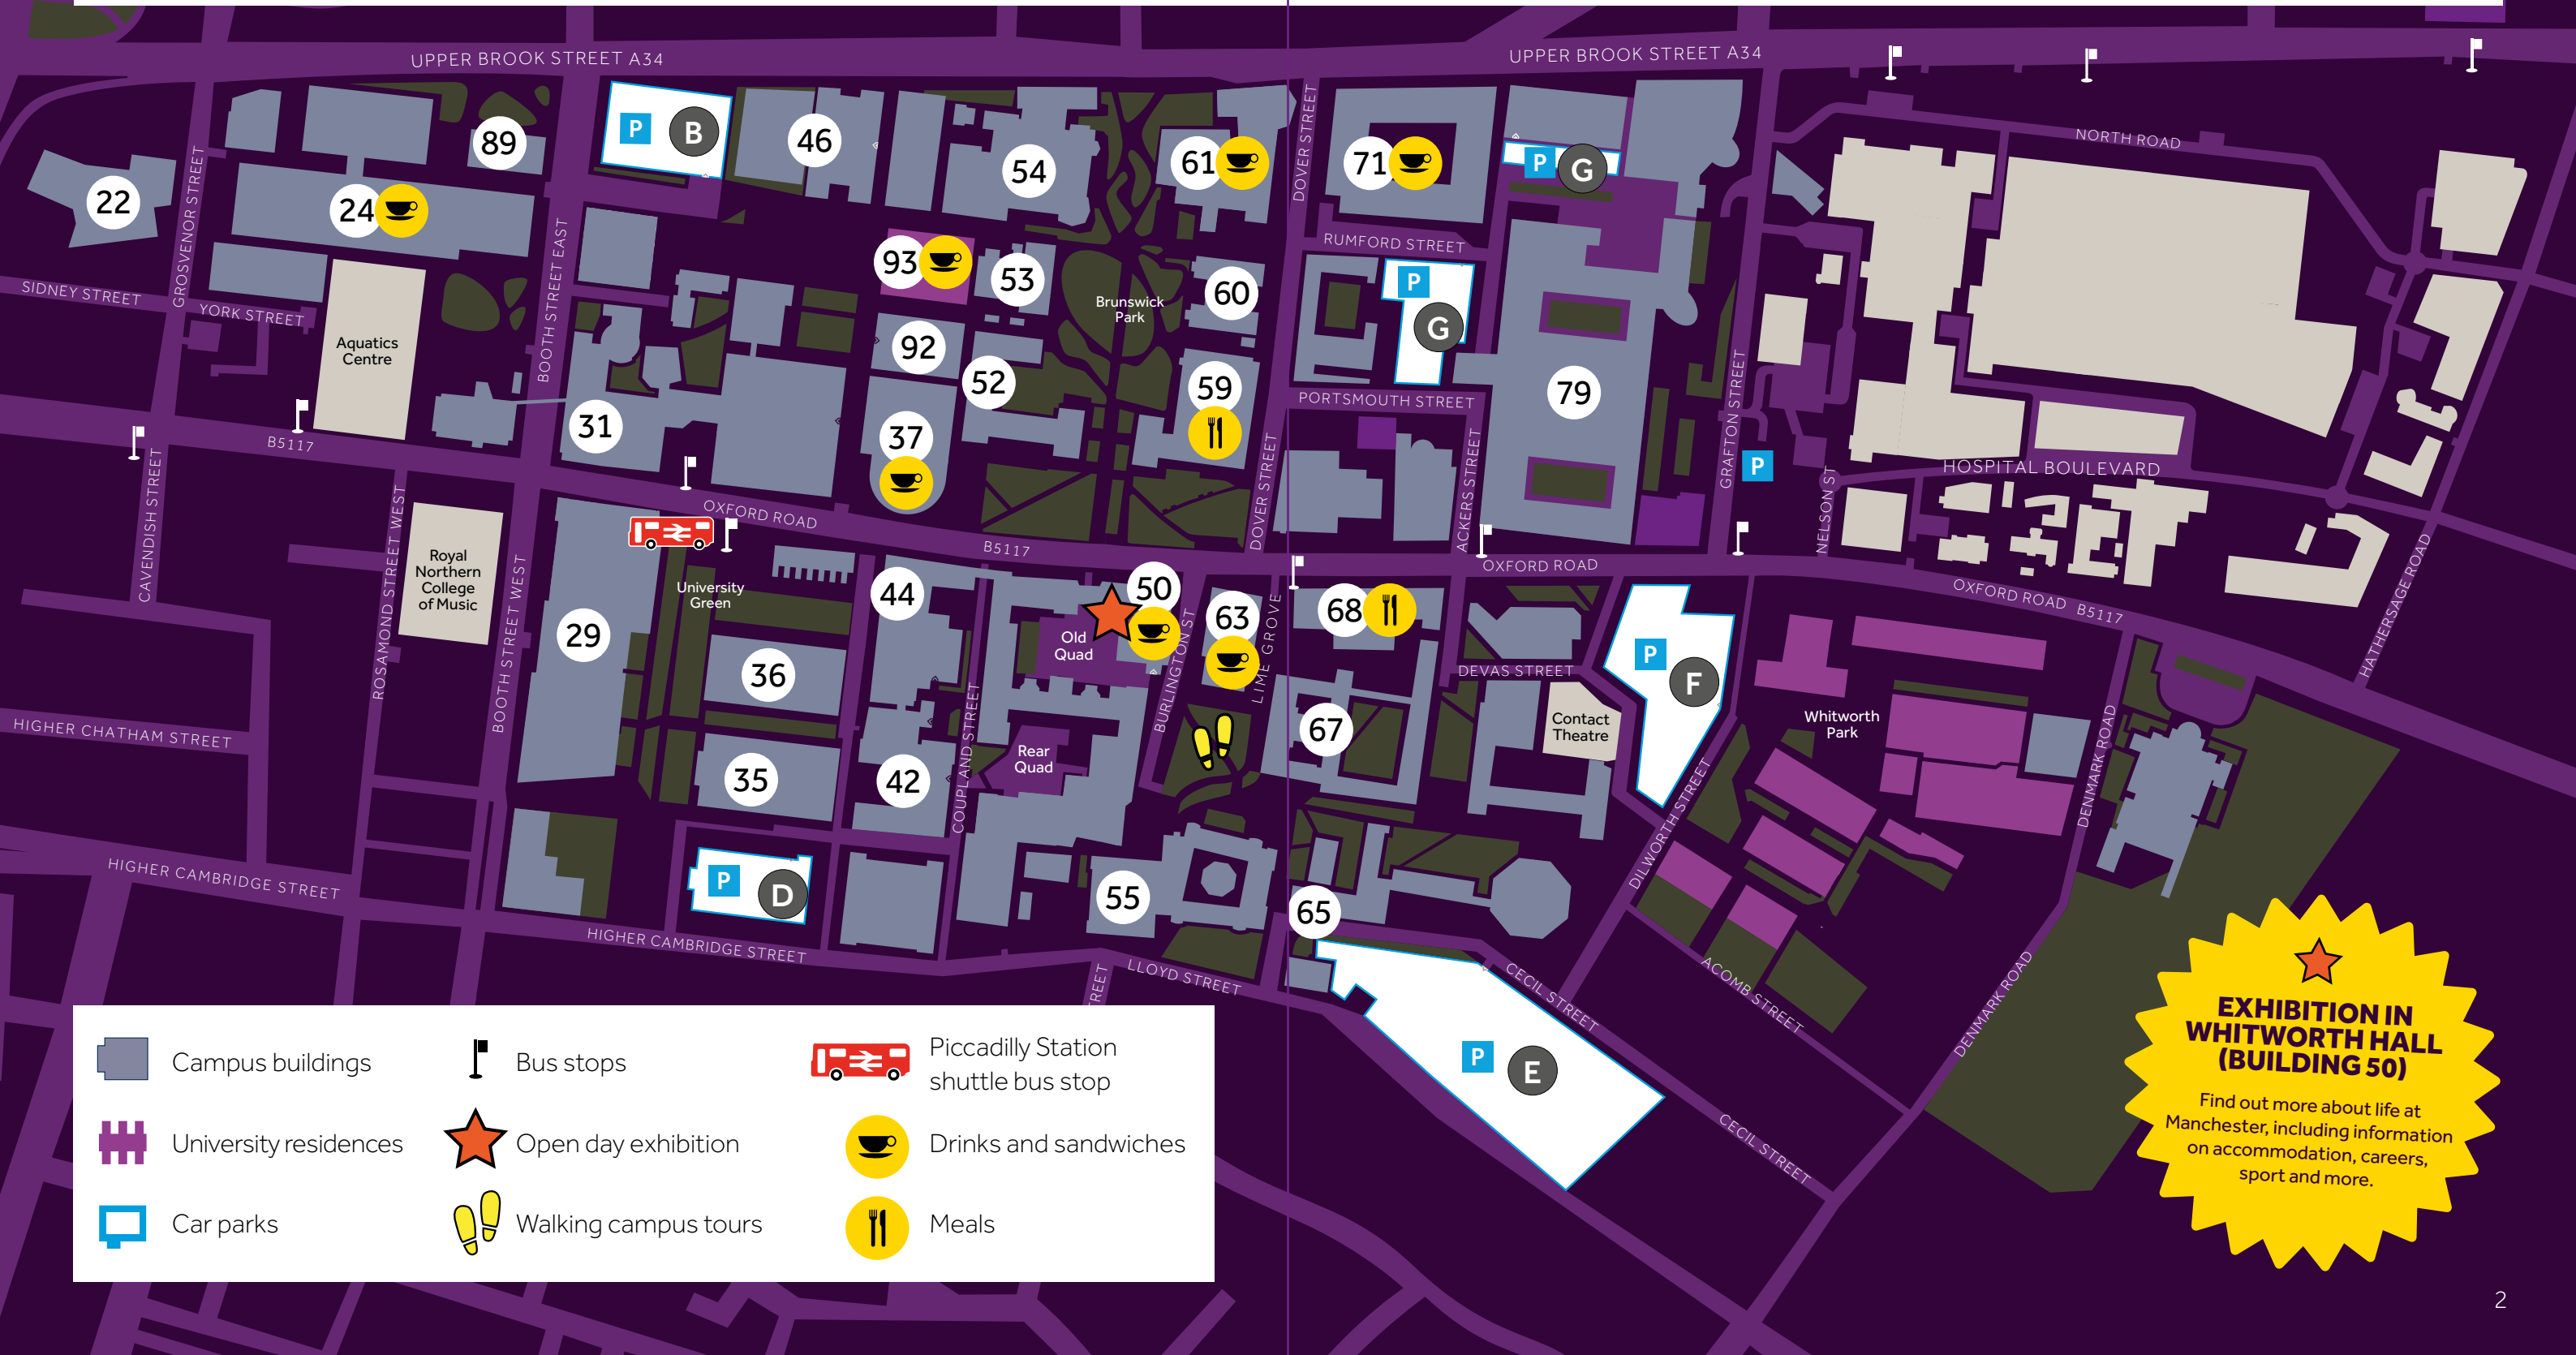 UPPER BROOK STREET A34
UPPER BROOK STREET A34
NORTH ROAD
P B
46
89
54
61
71
P G
22
24
GROSVENOR STREET
BOOTH STREET EAST
DOVER STREET
RUMFORD STREET
93
53
60
P
G
SIDNEY STREET
YORK STREET
Aquatics
Centre
Brunswick
Park
92
52
59
79
PORTSMOUTH STREET
GRAFTON STREET
31
37
B5117
P
HOSPITAL BOULEVARD
CAVENDISH STREET
ROSAMOND STREET WEST
BOOTH STREET WEST
OXFORD ROAD
B5117
DOVER STREET
ACKERS STREET
NELSON ST
OXFORD ROAD
OXFORD ROAD B5117
HATHERSAGE ROAD
Royal
Northern
College
of Music
University
Green
29
44
50
63
68
36
Old
Quad
BURLINGTON ST
LIME GROVE
DEVAS STREET
P
F
Contact
Theatre
Whitworth
Park
67
Rear
Quad
35
42
COUPLAND STREET
HIGHER CHATHAM STREET
DENMARK ROAD
DILWORTH STREET
HIGHER CAMBRIDGE STREET
P D
55
65
HIGHER CAMBRIDGE STREET
LLOYD STREET
REET
CECIL STREET
ACOMB STREET
DENMARK ROAD
P E
CECIL STREET
Campus buildings
Bus stops
Piccadilly Station
shuttle bus stop
University residences
Open day exhibition
Drinks and sandwiches
Car parks
Walking campus tours
Meals
EXHIBITION IN
WHITWORTH HALL
(BUILDING 50)
Find out more about life at
Manchester, including information
on accommodation, careers,
sport and more.
2